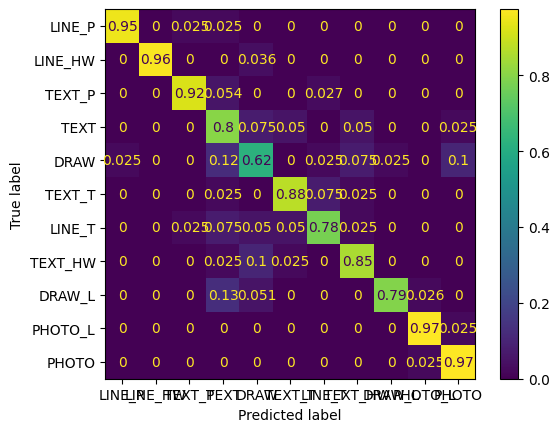 LINE_P 0.95 0 0.025 0.025 0 0 0 0 0 0 0
LINE_HW 0 0.96 0 0 0.036 0 0 0 0 0 0
TEXT_P 0 0 0.92 0.054 0 0 0.027 0 0 0 0
TEXT 0 0 0 0.8 0.075 0.05 0 0.05 0 0 0.025
DRAW 0.025 0 0 0.12 0.62 0 0.025 0.075 0.025 0 0.1
TEXT_T 0 0 0 0.025 0 0.88 0.075 0.025 0 0 0
LINE_T 0 0 0.025 0.075 0.05 0.05 0.78 0.025 0 0 0
TEXT_HW 0 0 0 0.025 0.1 0.025 0 0.85 0 0 0
DRAW_L 0 0 0 0.13 0.051 0 0 0 0.79 0.026 0
PHOTO_L 0 0 0 0 0 0 0 0 0 0.97 0.025
PHOTO 0 0 0 0 0 0 0 0 0 0.025 0.97
LINE_P LINE_HW TEXT_P TEXT DRAW TEXT_T LINE_T TEXT_HW DRAW_L PHOTO_L PHOTO
Predicted label
True label
0.8
0.6
0.4
0.2
0.0